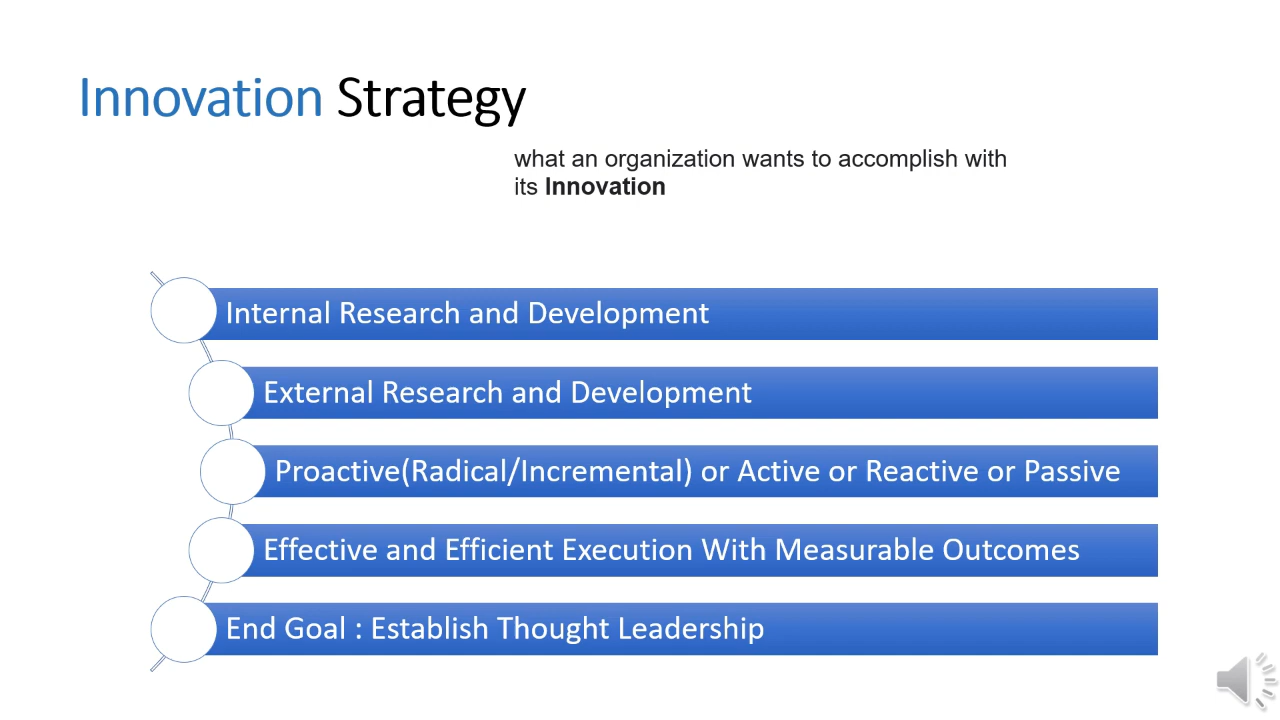 Innovation Strategy
what an organization wants to accomplish with
its Innovation
Internal Research and Development
External Research and Development
Proactive(Radical/Incremental) or Active or Reactive or Passive
Effective and Efficient Execution With Measurable Outcomes
End Goal : Establish Thought Leadership